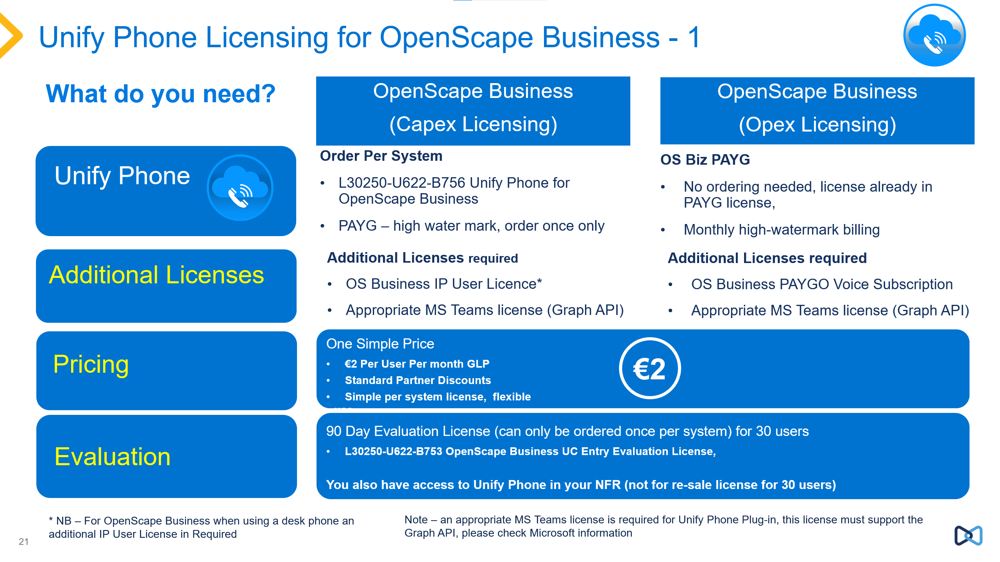 Unify Phone Licensing for OpenScape Business - 1
What do you need?
OpenScape Business
(Capex Licensing)
OpenScape Business
(Opex Licensing)
Unify Phone
Order Per System
• L30250-U622-B756 Unify Phone for
OpenScape Business
• PAYG – high water mark, order once only
OS Biz PAYG
• No ordering needed, license already in
PAYG license,
• Monthly high-watermark billing
Additional Licenses
Additional Licenses required
• OS Business IP User Licence*
• Appropriate MS Teams license (Graph API)
Additional Licenses required
• OS Business PAYGO Voice Subscription
• Appropriate MS Teams license (Graph API)
Pricing
One Simple Price
• €2 Per User Per month GLP
• Standard Partner Discounts
• Simple per system license,  flexible
€2
Evaluation
90 Day Evaluation License (can only be ordered once per system) for 30 users
• L30250-U622-B753 OpenScape Business UC Entry Evaluation License,
You also have access to Unify Phone in your NFR (not for re-sale license for 30 users)
* NB – For OpenScape Business when using a desk phone an
additional IP User License in Required
Note – an appropriate MS Teams license is required for Unify Phone Plug-in, this license must support the
Graph API, please check Microsoft information
21